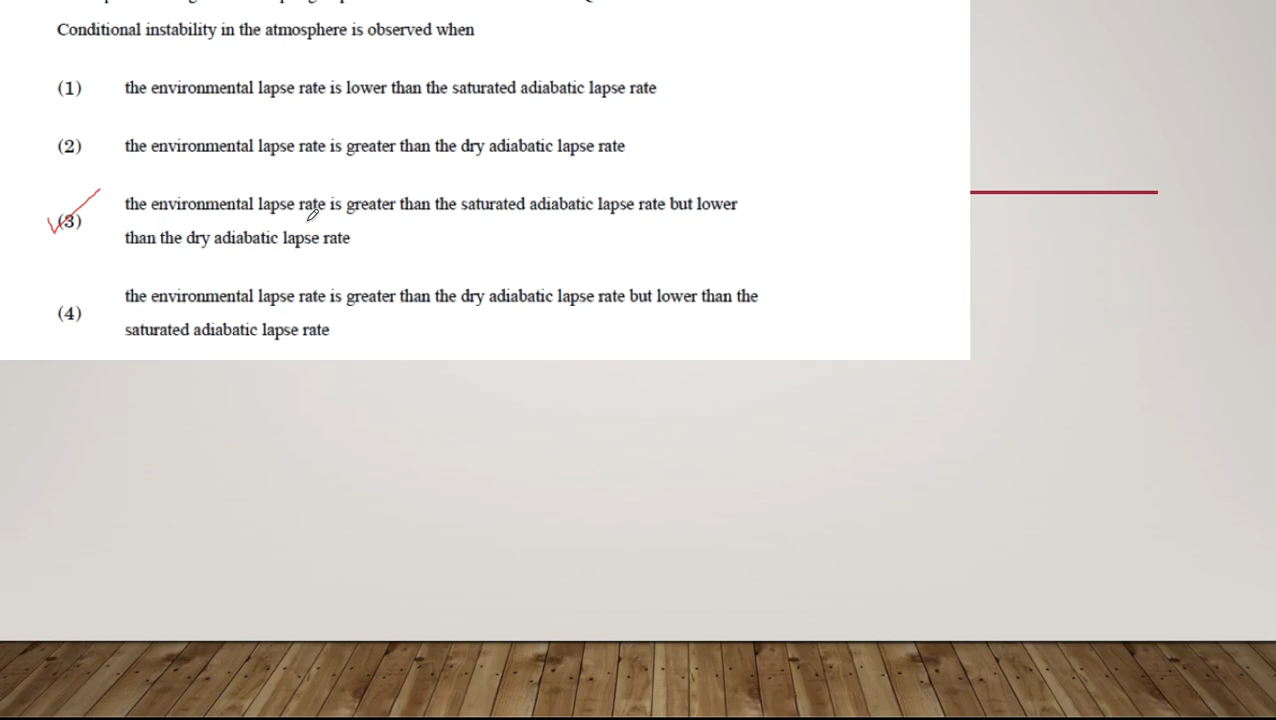 Conditional instability in the atmosphere is observed when
(1) the environmental lapse rate is lower than the saturated adiabatic lapse rate
(2) the environmental lapse rate is greater than the dry adiabatic lapse rate
(3) the environmental lapse rate is greater than the saturated adiabatic lapse rate but lower
than the dry adiabatic lapse rate
(4) the environmental lapse rate is greater than the dry adiabatic lapse rate but lower than the
saturated adiabatic lapse rate